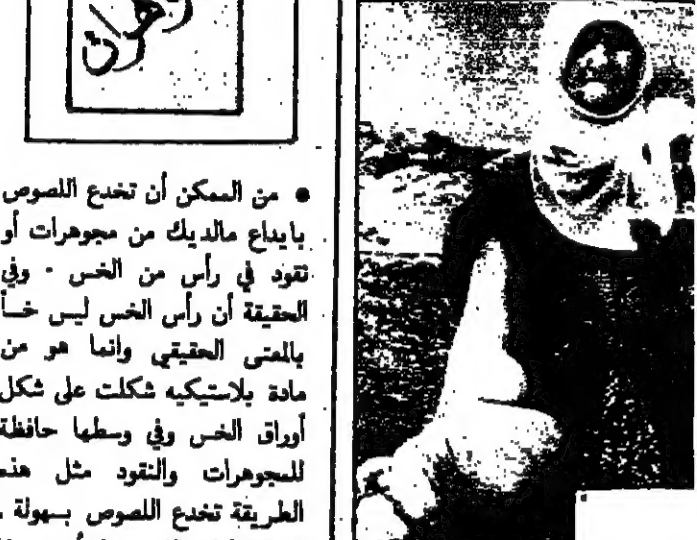 ● من الممكن أن تخدع اللصوص
بايداع مالديك من مجوهرات أو
نقود في رأس من الخس · وفي
الحقيقة أن رأس الخس ليس خسأ
بالمعنى الحقيقي وانما هو من
مادة بلاستيكيه شكلت على شكل
أوراق الخس وفي وسطها حافظة
للمجوهرات والنقود مثل هذه
الطريقة تخدع اللصوص بسهولة .